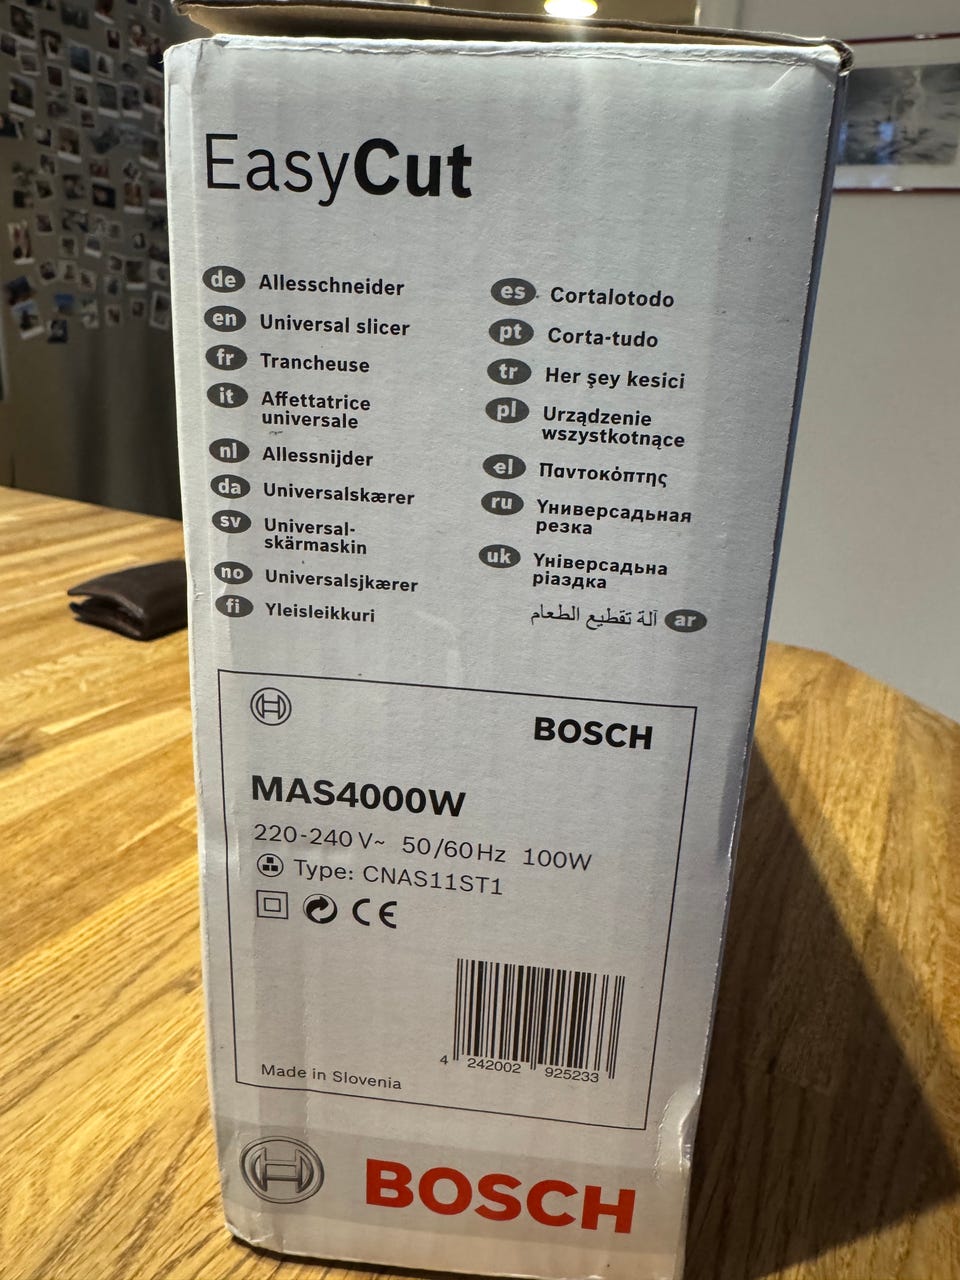 EasyCut
de Allesschneider
en Universal slicer
fr Trancheuse
it Affettatrice
universale
nl Allessnijder
da Universalskærer
sv Universal-
skärmaskin
no Universalsjkærer
fi Yleisleikkuri
es Cortalotodo
pt Corta-tudo
tr Her şey kesici
pl Urządzenie
wszystkotnące
el Παντοκόπτης
ru Универсадьная
резка
uk Універсадьна
ріаздка
ar آلة تقطيع الطعام
BOSCH
MAS4000W
220-240 V~ 50/60 Hz 100W
Type: CNAS11ST1
CE
4 242002 925233
Made in Slovenia
BOSCH